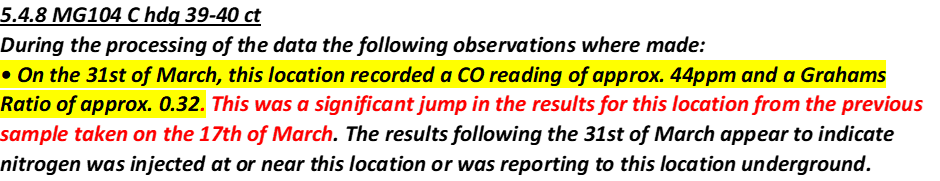 5.4.8 MG104 C hdg 39-40 ct
During the processing of the data the following observations where made:
• On the 31st of March, this location recorded a CO reading of approx. 44ppm and a Grahams
Ratio of approx. 0.32. This was a significant jump in the results for this location from the previous
sample taken on the 17th of March. The results following the 31st of March appear to indicate
nitrogen was injected at or near this location or was reporting to this location underground.